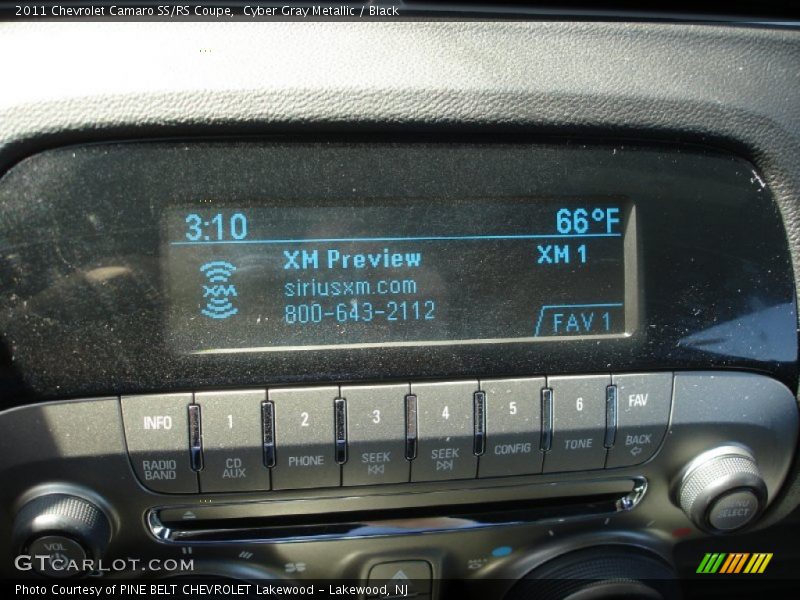 2011 Chevrolet Camaro SS/RS Coupe,  Cyber Gray Metallic / Black
3:10 66°F
XM Preview XM 1
XM
siriusxm.com
800-643-2112
FAV 1
INFO 1 2 3 4 5 6 FAV
RADIO BAND CD AUX PHONE SEEK SEEK CONFIG TONE BACK
VOL
SELECT
GTCARLOT.COM
Photo Courtesy of PINE BELT CHEVROLET Lakewood - Lakewood, NJ